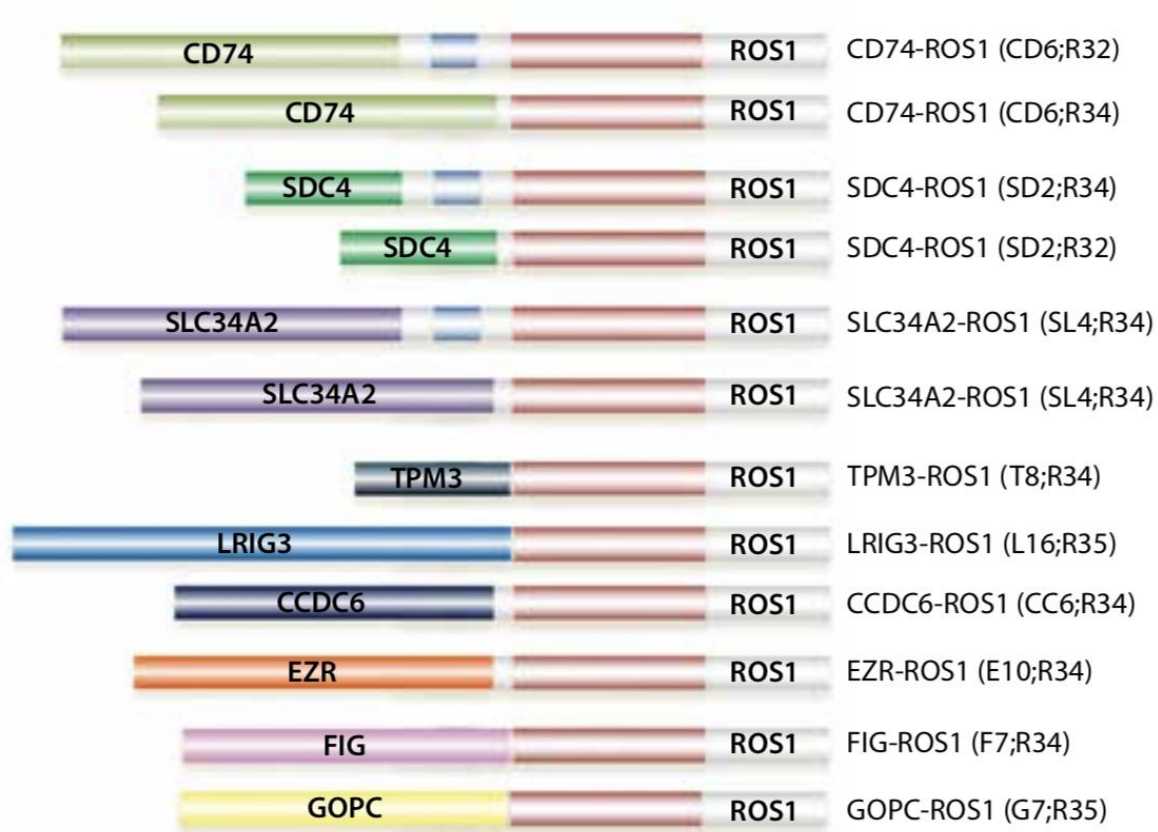 CD74 ROS1 CD74-ROS1 (CD6;R32)
CD74 ROS1 CD74-ROS1 (CD6;R34)
SDC4 ROS1 SDC4-ROS1 (SD2;R34)
SDC4 ROS1 SDC4-ROS1 (SD2;R32)
SLC34A2 ROS1 SLC34A2-ROS1 (SL4;R34)
SLC34A2 ROS1 SLC34A2-ROS1 (SL4;R34)
TPM3 ROS1 TPM3-ROS1 (T8;R34)
LRIG3 ROS1 LRIG3-ROS1 (L16;R35)
CCDC6 ROS1 CCDC6-ROS1 (CC6;R34)
EZR ROS1 EZR-ROS1 (E10;R34)
FIG ROS1 FIG-ROS1 (F7;R34)
GOPC ROS1 GOPC-ROS1 (G7;R35)